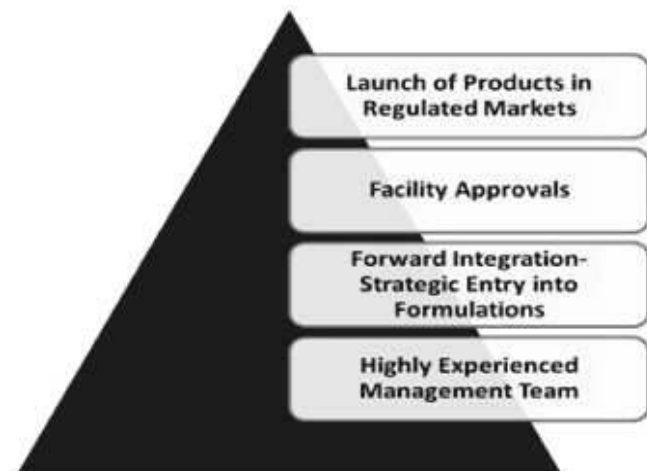 Launch of Products in
Regulated Markets
Facility Approvals
Forward Integration-
Strategic Entry into
Formulations
Highly Experienced
Management Team